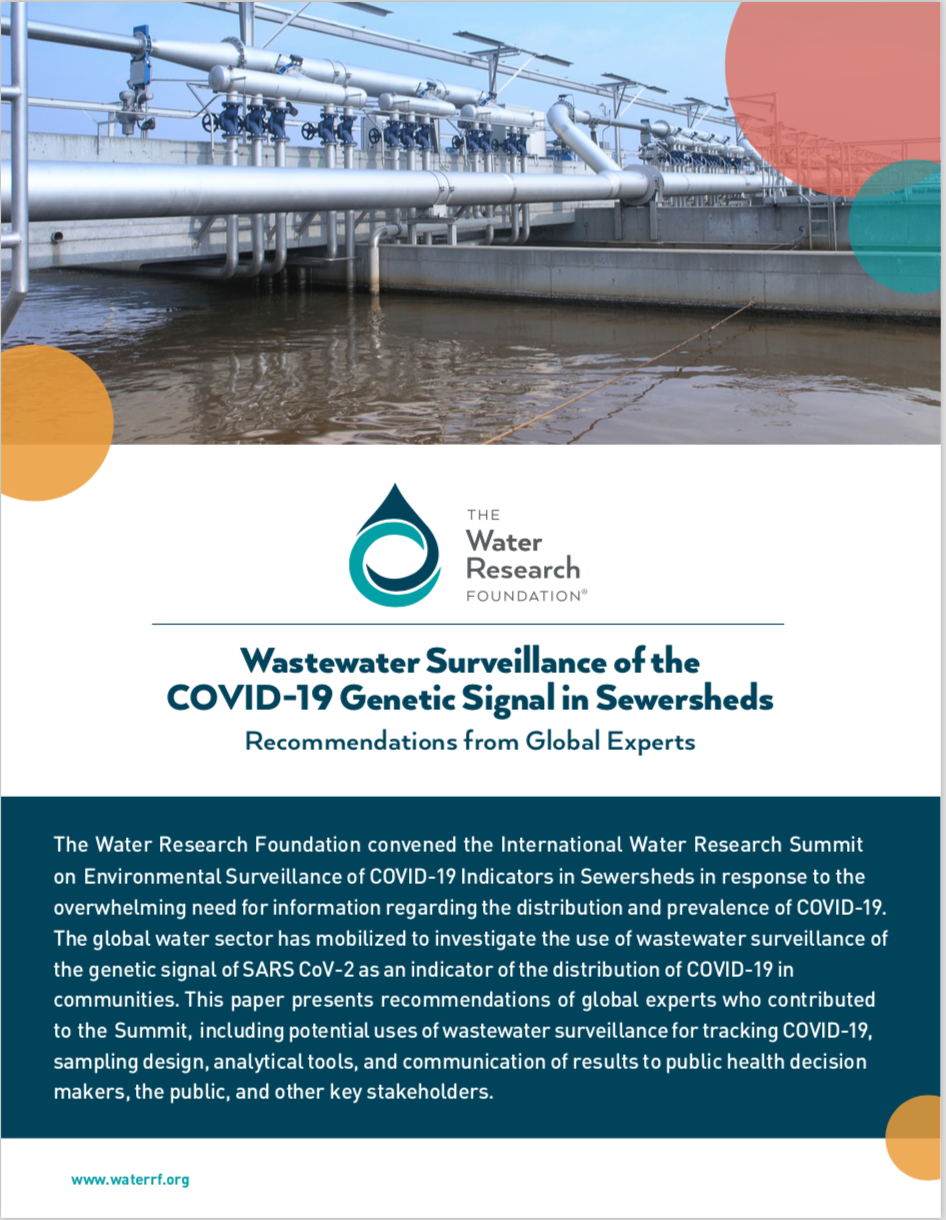 THE
Water
Research
FOUNDATION®
Wastewater Surveillance of the
COVID-19 Genetic Signal in Sewersheds
Recommendations from Global Experts
The Water Research Foundation convened the International Water Research Summit
on Environmental Surveillance of COVID-19 Indicators in Sewersheds in response to the
overwhelming need for information regarding the distribution and prevalence of COVID-19.
The global water sector has mobilized to investigate the use of wastewater surveillance of
the genetic signal of SARS CoV-2 as an indicator of the distribution of COVID-19 in
communities. This paper presents recommendations of global experts who contributed
to the Summit, including potential uses of wastewater surveillance for tracking COVID-19,
sampling design, analytical tools, and communication of results to public health decision
makers, the public, and other key stakeholders.
www.waterrf.org